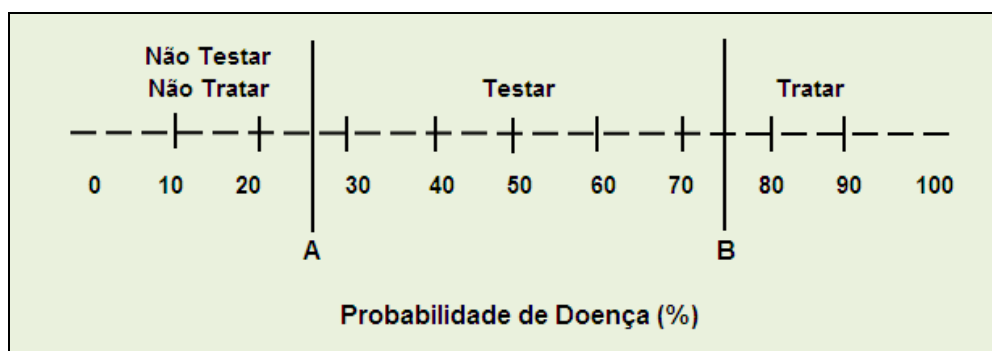 Não Testar
Não Tratar
Testar
Tratar
0 10 20 30 40 50 60 70 80 90 100
A B
Probabilidade de Doença (%)